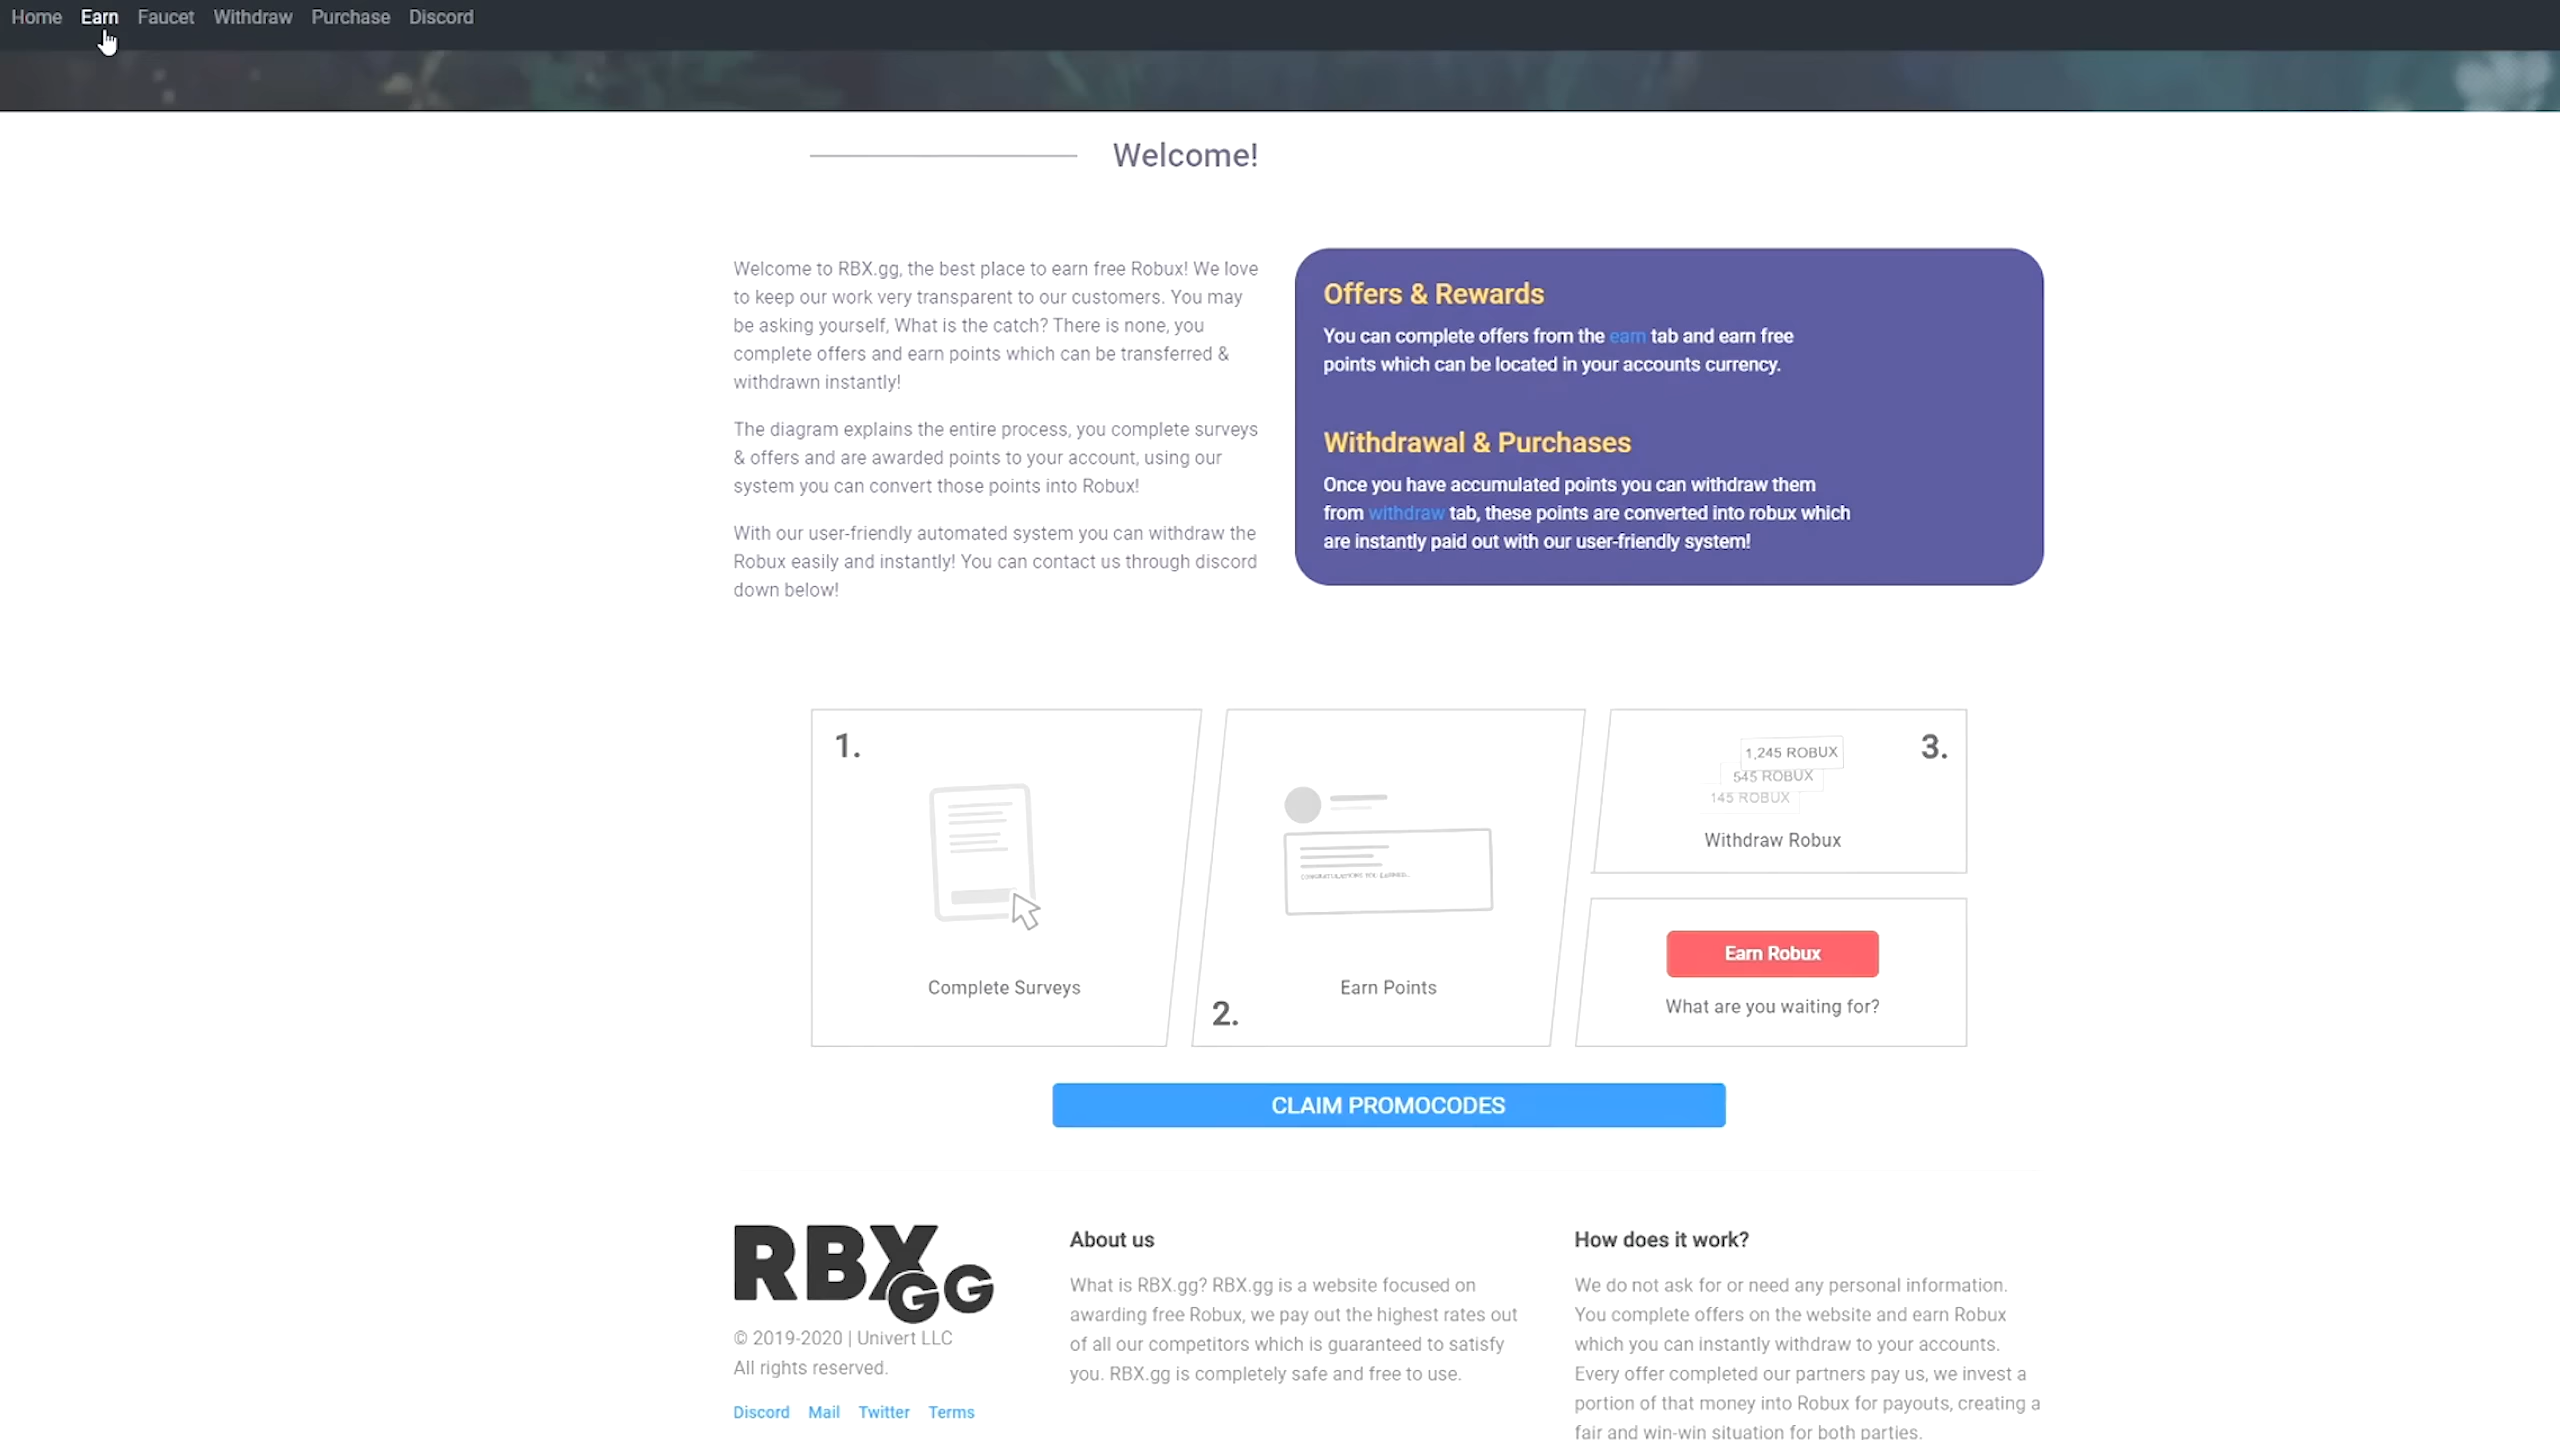 Home Earn Faucet Withdraw Purchase Discord
Welcome!
Welcome to RBX.gg, the best place to earn free Robux! We love
to keep our work very transparent to our customers. You may
be asking yourself, What is the catch? There is none, you
complete offers and earn points which can be transferred &
withdrawn instantly!
The diagram explains the entire process, you complete surveys
& offers and are awarded points to your account, using our
system you can convert those points into Robux!
With our user-friendly automated system you can withdraw the
Robux easily and instantly! You can contact us through discord
down below!
Offers & Rewards
You can complete offers from the earn tab and earn free
points which can be located in your accounts currency.
Withdrawal & Purchases
Once you have accumulated points you can withdraw them
from withdraw tab, these points are converted into robux which
are instantly paid out with our user-friendly system!
1.
Complete Surveys
2.
CONGRATULATIONS YOU EARNED...
Earn Points
3.
1,245 ROBUX
545 ROBUX
145 ROBUX
Withdraw Robux
Earn Robux
What are you waiting for?
CLAIM PROMOCODES
RBX GG
© 2019-2020 | Univert LLC
All rights reserved.
Discord Mail Twitter Terms
About us
What is RBX.gg? RBX.gg is a website focused on
awarding free Robux, we pay out the highest rates out
of all our competitors which is guaranteed to satisfy
you. RBX.gg is completely safe and free to use.
How does it work?
We do not ask for or need any personal information.
You complete offers on the website and earn Robux
which you can instantly withdraw to your accounts.
Every offer completed our partners pay us, we invest a
portion of that money into Robux for payouts, creating a
fair and win-win situation for both parties.